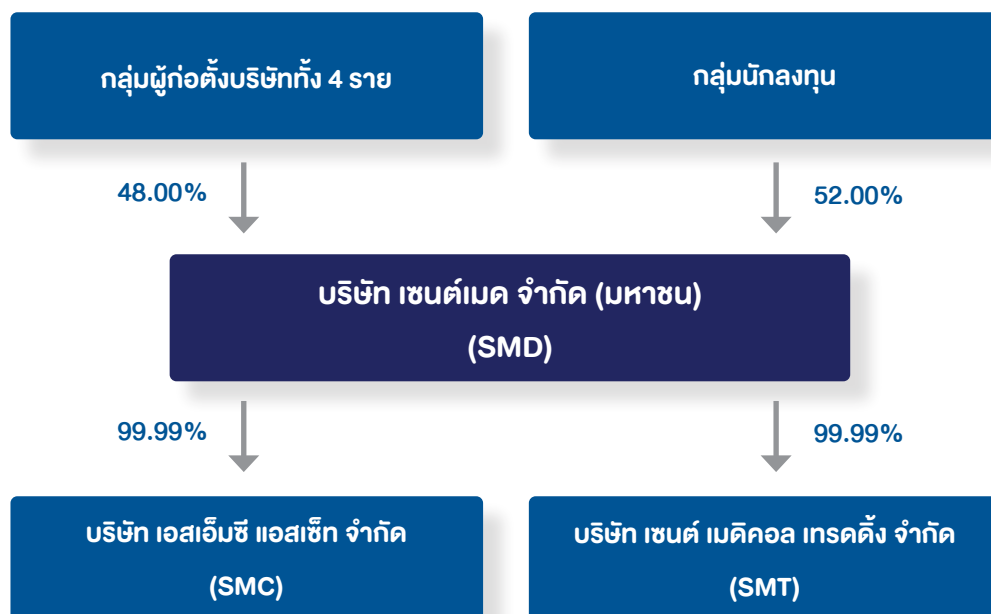 กลุ่มผู้ก่อตั้งบริษัททั้ง 4 ราย
กลุ่มนักลงทุน
48.00%
52.00%
บริษัท เซนต์เมด จำกัด (มหาชน)
(SMD)
99.99%
99.99%
บริษัท เอสเอ็มซี แอสเซ็ท จำกัด
(SMC)
บริษัท เซนต์ เมดิคอล เทรดดิ้ง จำกัด
(SMT)